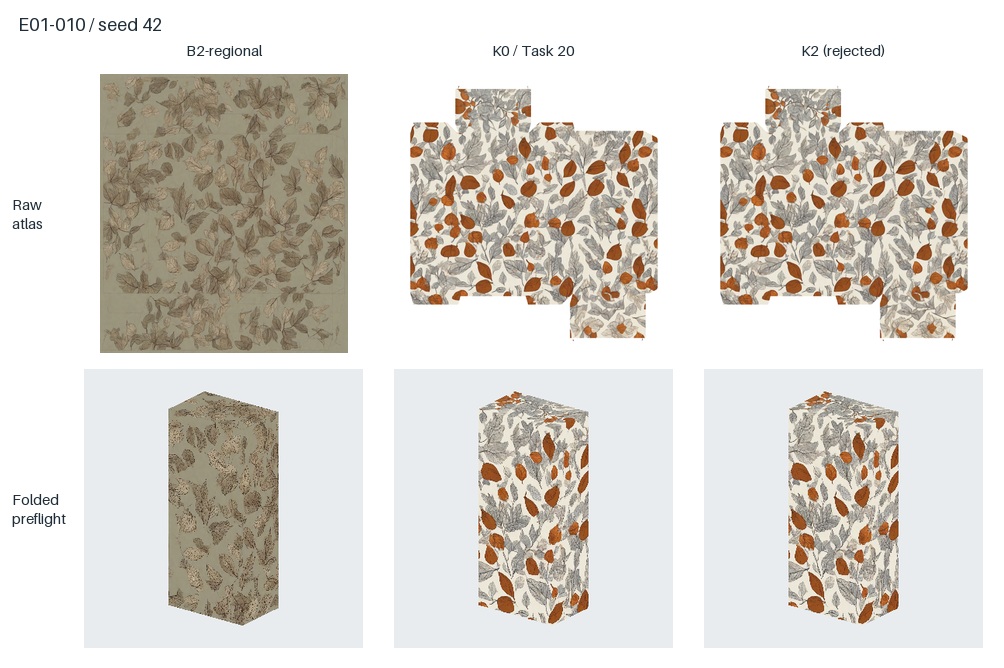 E01-010 / seed 42
B2-regional
K0 / Task 20
K2 (rejected)
Raw
atlas
Folded
preflight